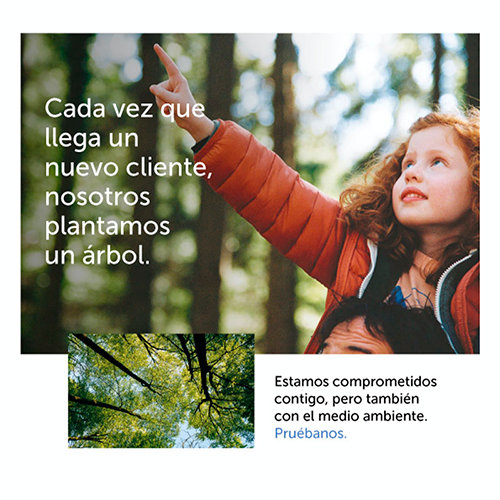 Cada vez que
llega un
nuevo cliente,
nosotros
plantamos
un árbol.
Estamos comprometidos
contigo, pero también
con el medio ambiente.
Pruébanos.